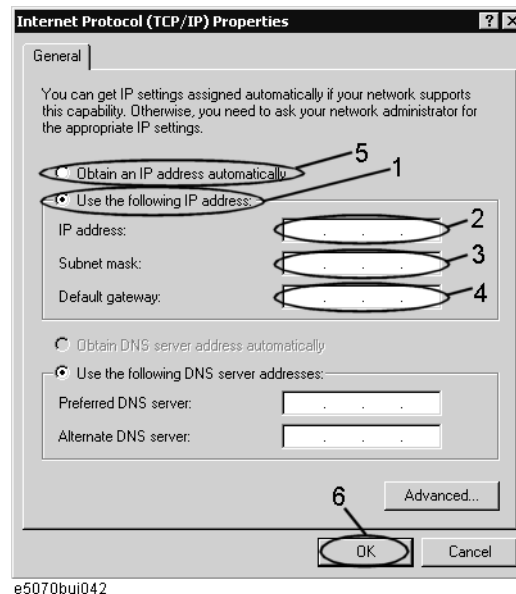 Internet Protocol (TCP/IP) Properties ? X
General
You can get IP settings assigned automatically if your network supports
this capability. Otherwise, you need to ask your network administrator for
the appropriate IP settings.
5
Obtain an IP address automatically
1
Use the following IP address:
IP address: . . . 2
Subnet mask: . . . 3
Default gateway: . . . 4
Obtain DNS server address automatically
Use the following DNS server addresses:
Preferred DNS server: . . .
Alternate DNS server: . . .
6
Advanced...
OK Cancel
e5070buj042